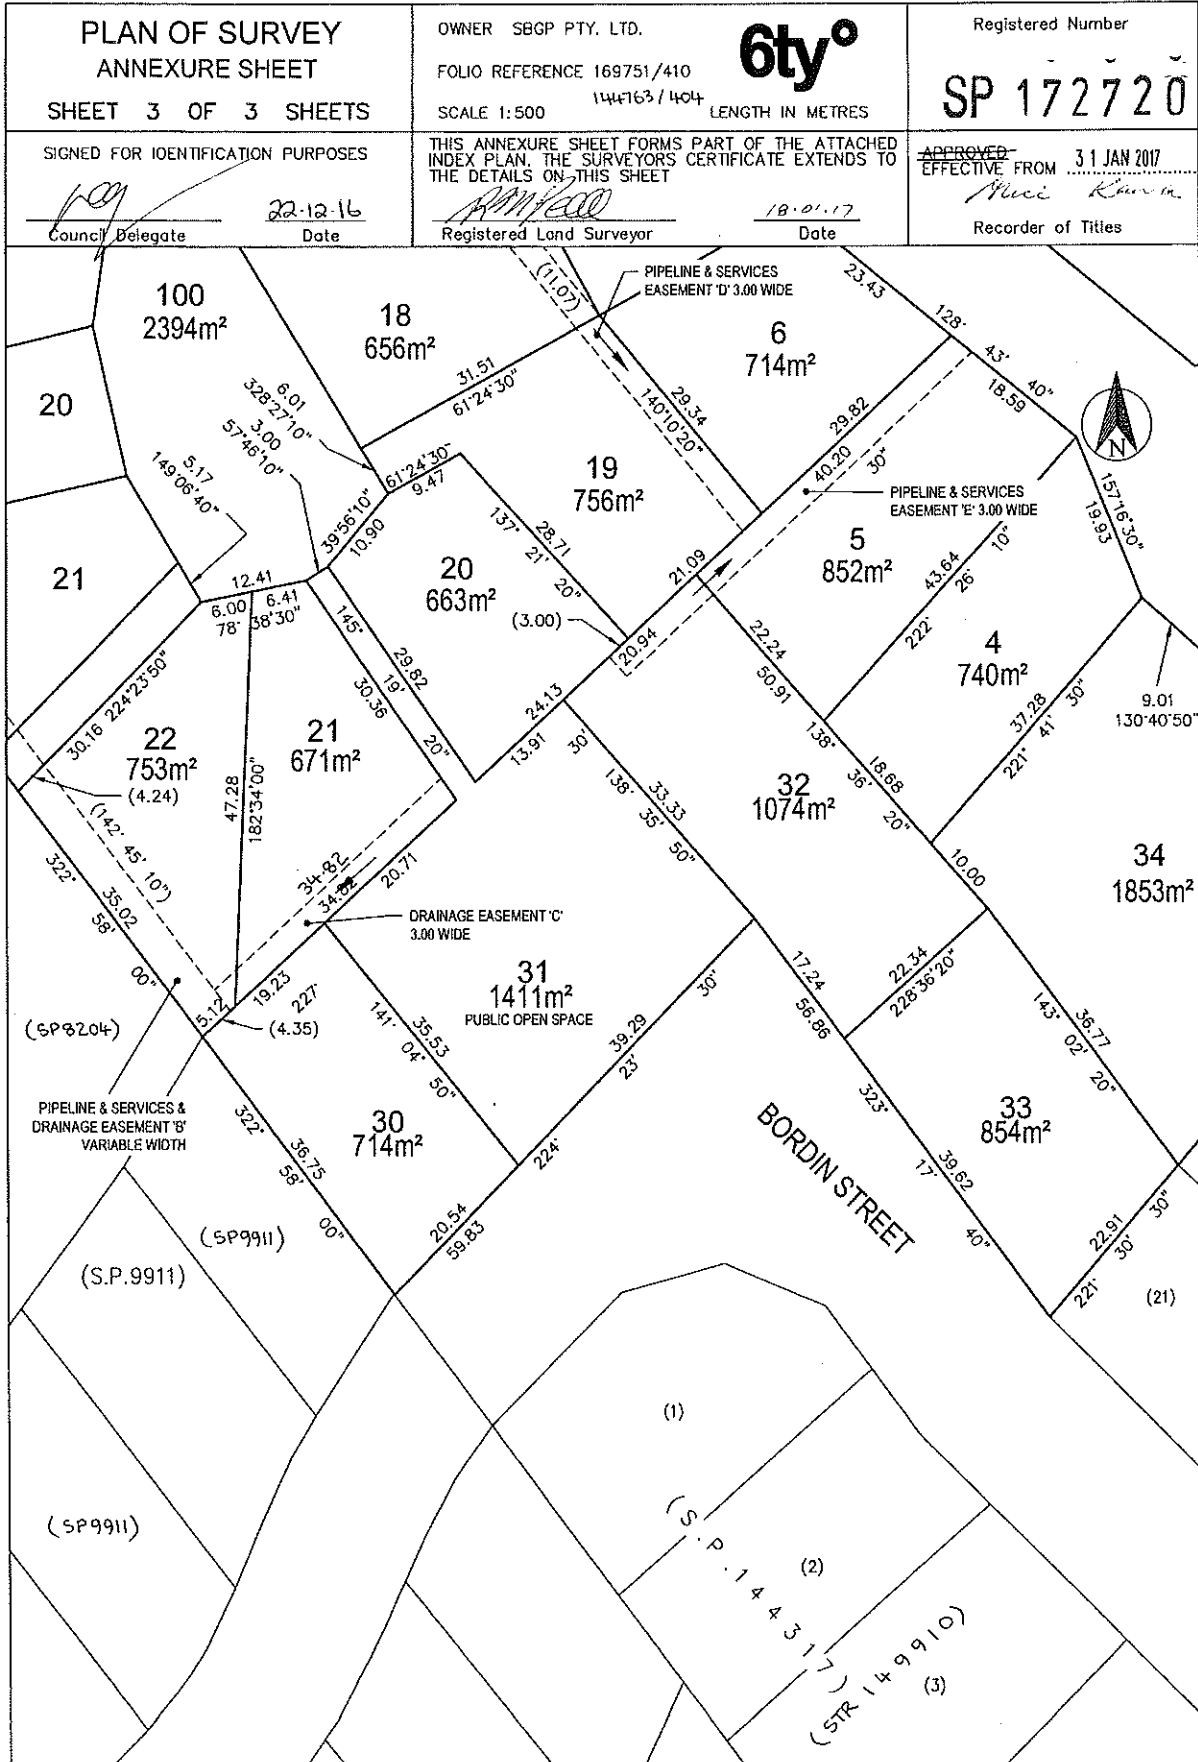 PLAN OF SURVEY
ANNEXURE SHEET
SHEET 3 OF 3 SHEETS
OWNER SBGP PTY. LTD.
FOLIO REFERENCE 169751/410
144763/404
SCALE 1:500
6ty°
LENGTH IN METRES
Registered Number
SP 172720
SIGNED FOR IDENTIFICATION PURPOSES
22-12-16
Council Delegate
Date
THIS ANNEXURE SHEET FORMS PART OF THE ATTACHED
INDEX PLAN. THE SURVEYORS CERTIFICATE EXTENDS TO
THE DETAILS ON THIS SHEET
18.01.17
Registered Land Surveyor
Date
APPROVED
EFFECTIVE FROM 31 JAN 2017
Recorder of Titles
100
2394m²
18
656m²
(11.07)
PIPELINE & SERVICES
EASEMENT 'D' 3.00 WIDE
6
714m²
23.43
128°
43'
40"
18.59
20
31.51
61°24'30"
6.01
328°27'10"
3.00
57°46'10"
5.17
149°06'40"
29.34
140°10'20"
29.82
40.20
30"
N
61°24'30"
9.47
19
756m²
PIPELINE & SERVICES
EASEMENT 'E' 3.00 WIDE
157°16'30"
19.93
39°56'10"
10.90
28.71
137°
21'
20"
5
852m²
43.64
10"
26'
222°
21
12.41
6.00
6.41
78°
38'30"
20
663m²
(3.00)
21.09
20.94
145°
29.82
19'
30.36
20"
22.24
50.91
138°
4
740m²
9.01
130°40'50"
30.16
224°23'50"
22
753m²
(4.24)
21
671m²
24.13
13.91
30'
37.28
30"
41'
221°
47.28
182°34'00"
138°
33.33
35'
50"
32
1074m²
18.68
36'
20"
10.00
34
1853m²
(142° 45' 10")
322°
35.02
58'
00"
34.82
34.82
20.71
DRAINAGE EASEMENT 'C'
3.00 WIDE
31
1411m²
PUBLIC OPEN SPACE
30"
17.24
56.86
22.34
228°36'20"
5.12
19.23
227°
(4.35)
(SP8204)
141°
35.53
04'
50"
39.29
23'
143°
36.77
02'
20"
PIPELINE & SERVICES &
DRAINAGE EASEMENT 'B'
VARIABLE WIDTH
322°
36.75
58'
00"
30
714m²
224°
20.54
59.83
BORDIN STREET
323°
39.62
17'
40"
33
854m²
22.91
30"
30'
221°
(21)
(SP9911)
(S.P.9911)
(1)
(SP9911)
(S.P.144317)
(2)
(STR 149910)
(3)